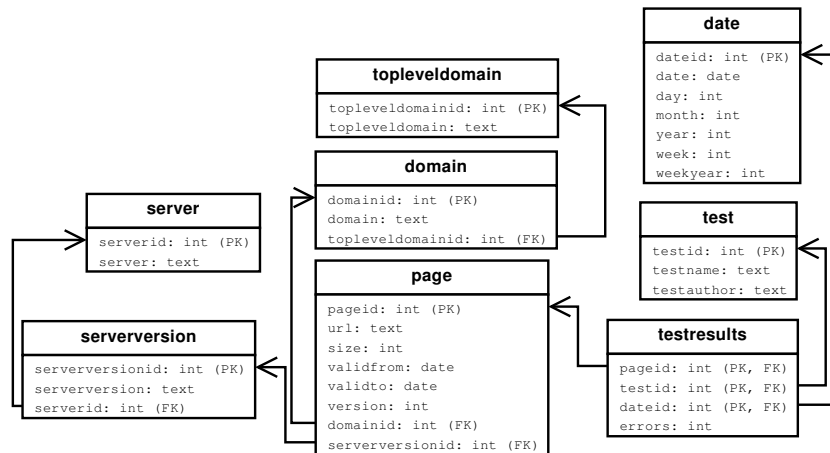 date
dateid: int (PK)
date: date
day: int
month: int
year: int
week: int
weekyear: int
topleveldomain
topleveldomainid: int (PK)
topleveldomain: text
domain
domainid: int (PK)
domain: text
topleveldomainid: int (FK)
server
serverid: int (PK)
server: text
test
testid: int (PK)
testname: text
testauthor: text
page
pageid: int (PK)
url: text
size: int
validfrom: date
validto: date
version: int
domainid: int (FK)
serverversionid: int (FK)
serverversion
serverversionid: int (PK)
serverversion: text
serverid: int (FK)
testresults
pageid: int (PK, FK)
testid: int (PK, FK)
dateid: int (PK, FK)
errors: int